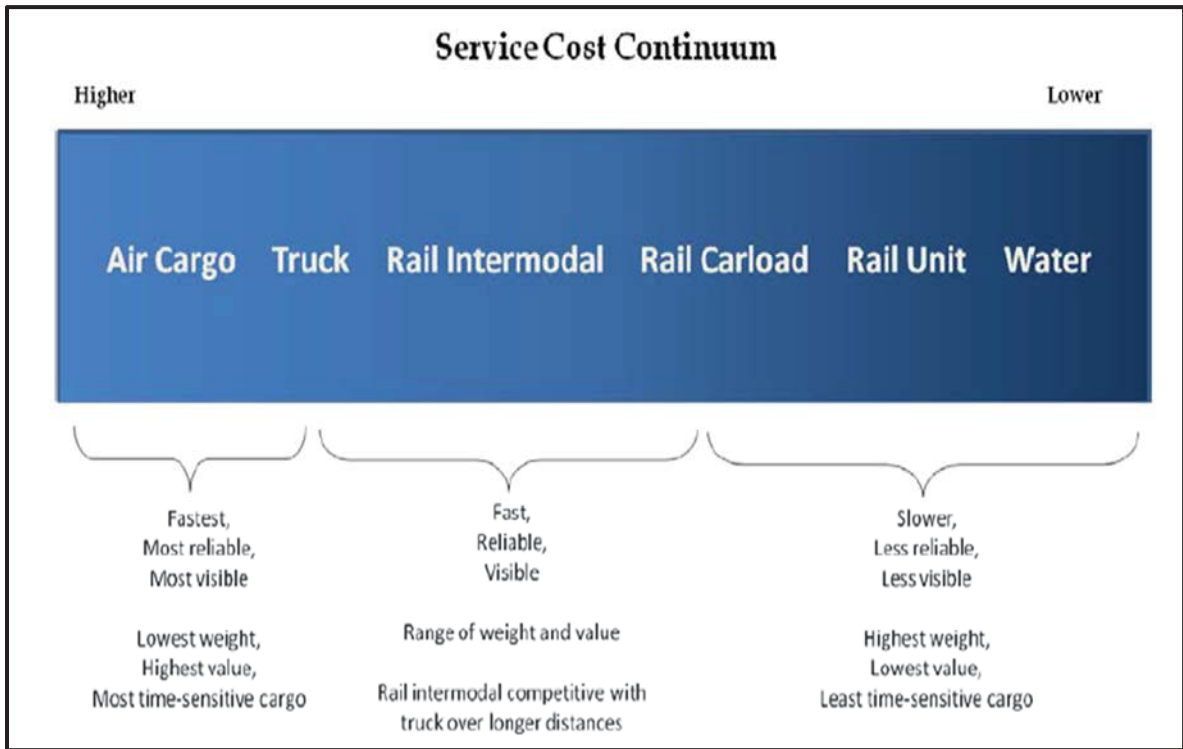 Service Cost Continuum
Higher Lower
Air Cargo Truck Rail Intermodal Rail Carload Rail Unit Water
Fastest,
Most reliable,
Most visible
Lowest weight,
Highest value,
Most time-sensitive cargo
Fast,
Reliable,
Visible
Range of weight and value
Rail intermodal competitive with
truck over longer distances
Slower,
Less reliable,
Less visible
Highest weight,
Lowest value,
Least time-sensitive cargo